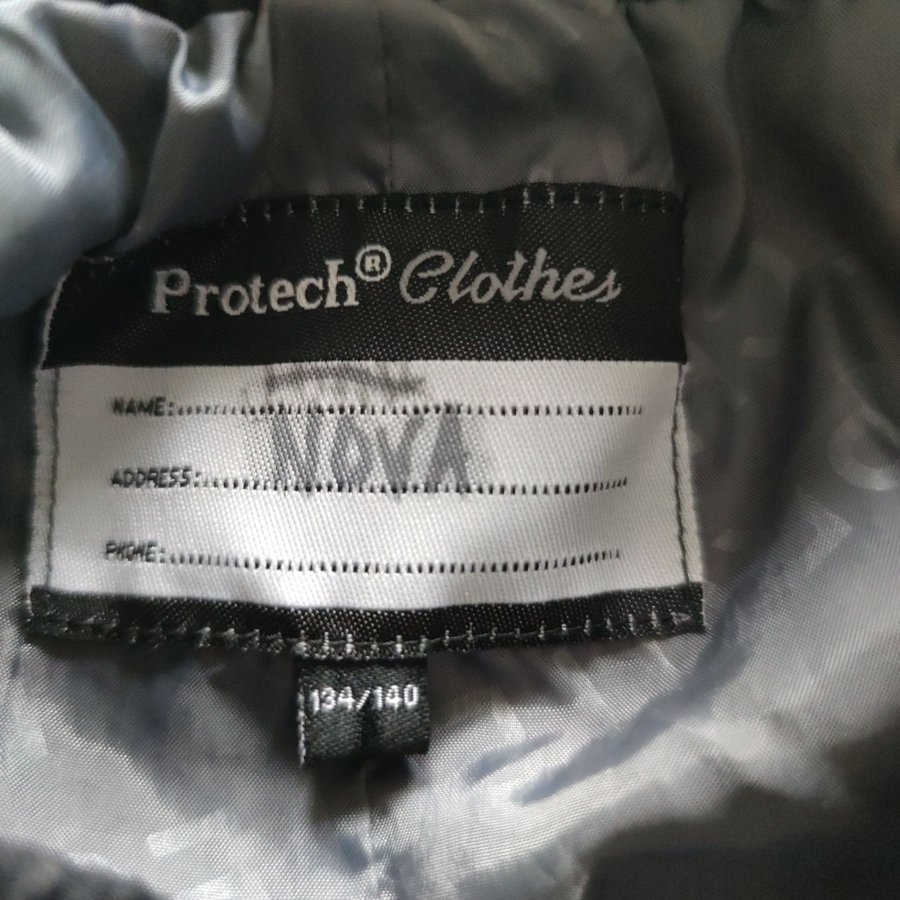 Protech® Clothes
NAME:
NOVA
ADDRESS:
PHONE:
134/140